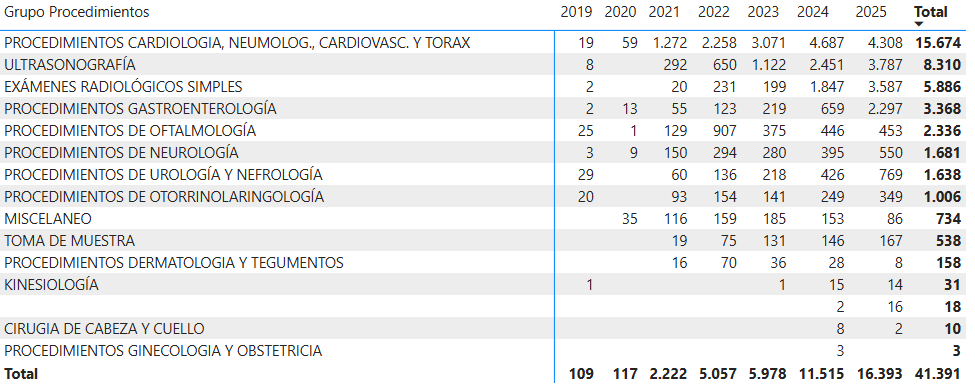 Grupo Procedimientos 2019 2020 2021 2022 2023 2024 2025 Total
PROCEDIMIENTOS CARDIOLOGIA, NEUMOLOG., CARDIOVASC. Y TORAX 19 59 1.272 2.258 3.071 4.687 4.308 15.674
ULTRASONOGRAFÍA 8 292 650 1.122 2.451 3.787 8.310
EXÁMENES RADIOLÓGICOS SIMPLES 2 20 231 199 1.847 3.587 5.886
PROCEDIMIENTOS GASTROENTEROLOGÍA 2 13 55 123 219 659 2.297 3.368
PROCEDIMIENTOS DE OFTALMOLOGÍA 25 1 129 907 375 446 453 2.336
PROCEDIMIENTOS DE NEUROLOGÍA 3 9 150 294 280 395 550 1.681
PROCEDIMIENTOS DE UROLOGÍA Y NEFROLOGÍA 29 60 136 218 426 769 1.638
PROCEDIMIENTOS DE OTORRINOLARINGOLOGÍA 20 93 154 141 249 349 1.006
MISCELANEO 35 116 159 185 153 86 734
TOMA DE MUESTRA 19 75 131 146 167 538
PROCEDIMIENTOS DERMATOLOGIA Y TEGUMENTOS 16 70 36 28 8 158
KINESIOLOGÍA 1 1 15 14 31
2 16 18
CIRUGIA DE CABEZA Y CUELLO 8 2 10
PROCEDIMIENTOS GINECOLOGIA Y OBSTETRICIA 3 3
Total 109 117 2.222 5.057 5.978 11.515 16.393 41.391